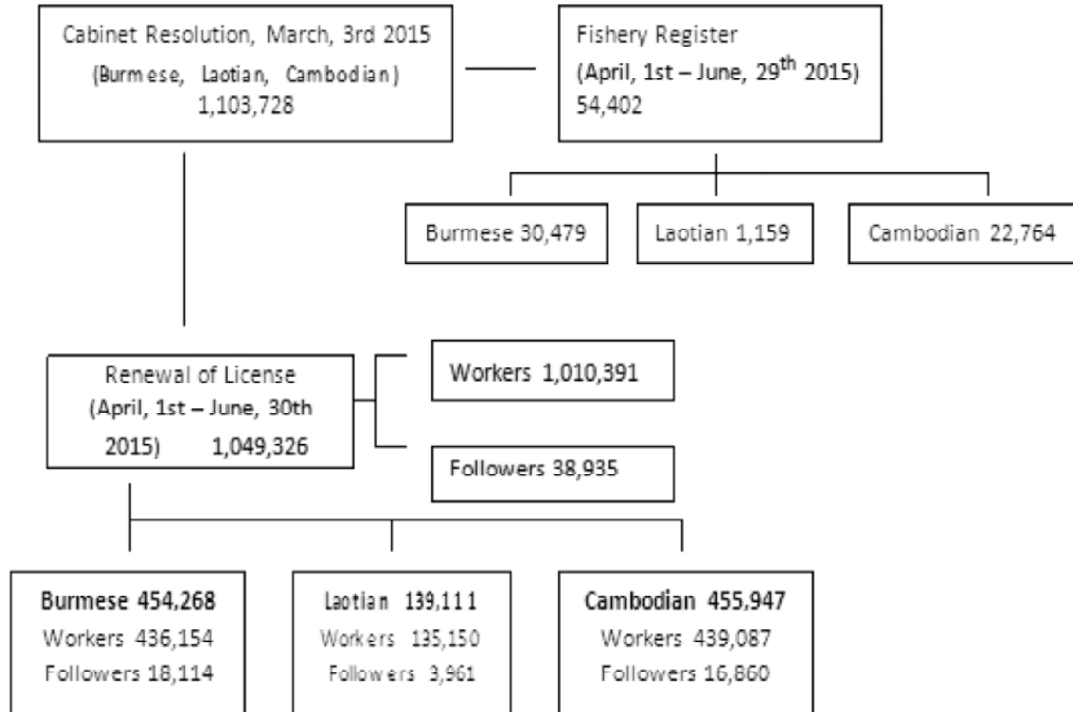 Cabinet Resolution, March, 3rd 2015
(Burmese, Laotian, Cambodian)
1,103,728
Fishery Register
(April, 1st – June, 29th 2015)
54,402
Burmese 30,479
Laotian 1,159
Cambodian 22,764
Renewal of License
(April, 1st – June, 30th
2015) 1,049,326
Workers 1,010,391
Followers 38,935
Burmese 454,268
Workers 436,154
Followers 18,114
Laotian 139,111
Workers 135,150
Followers 3,961
Cambodian 455,947
Workers 439,087
Followers 16,860